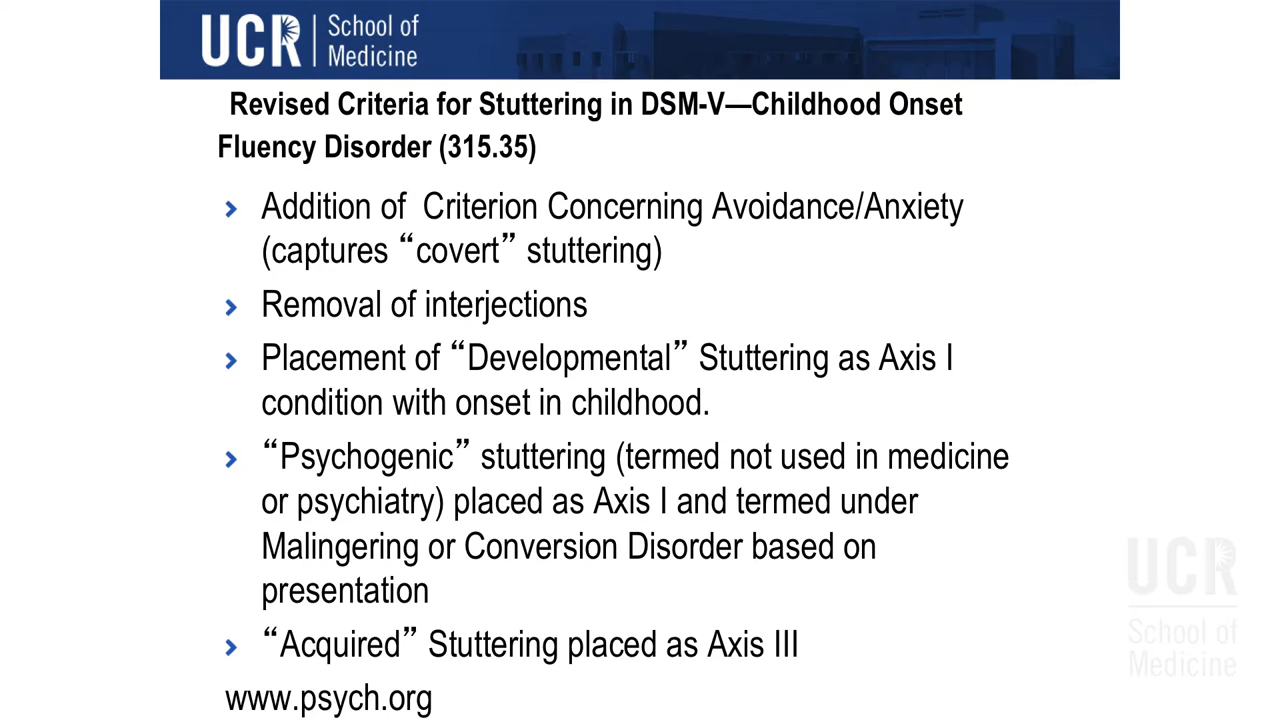 UCR School of Medicine
Revised Criteria for Stuttering in DSM-V—Childhood Onset
Fluency Disorder (315.35)
Addition of Criterion Concerning Avoidance/Anxiety
(captures “covert” stuttering)
Removal of interjections
Placement of “Developmental” Stuttering as Axis I
condition with onset in childhood.
“Psychogenic” stuttering (termed not used in medicine
or psychiatry) placed as Axis I and termed under
Malingering or Conversion Disorder based on
presentation
“Acquired” Stuttering placed as Axis III
www.psych.org
UCR
School of
Medicine